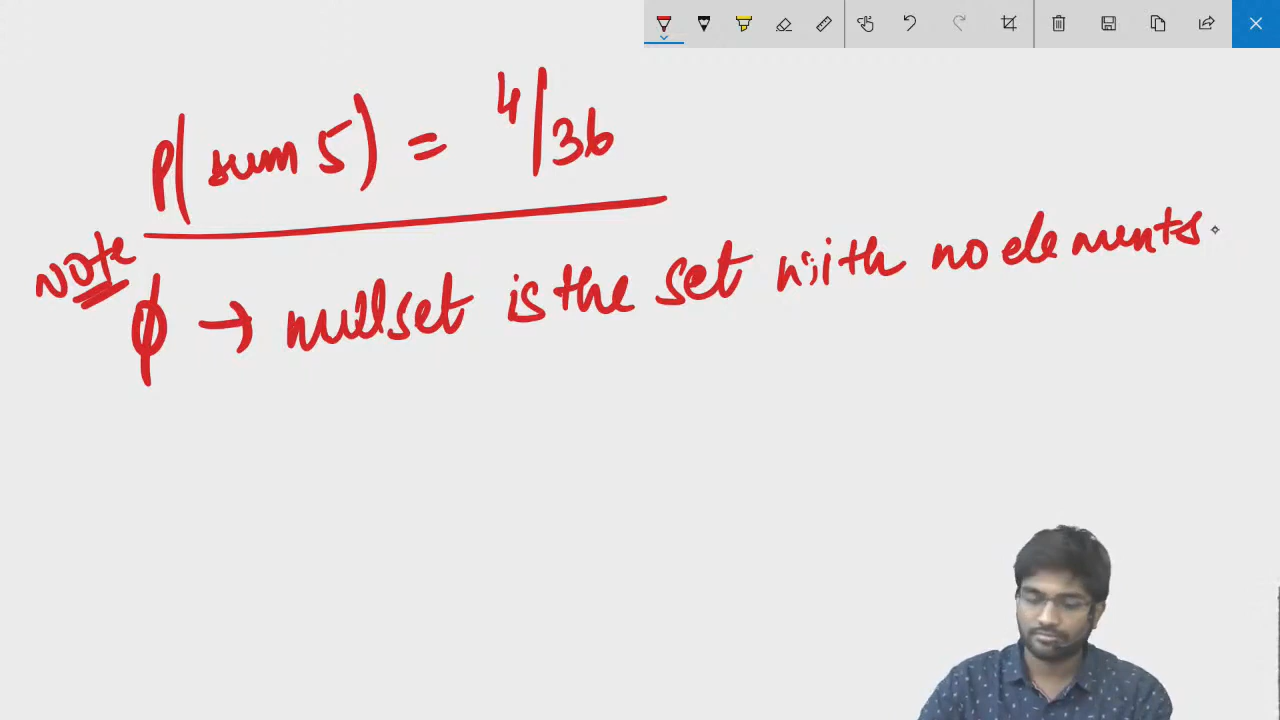 P(sum 5) = 4/36
NOTE
φ → nullset is the set with no elements.